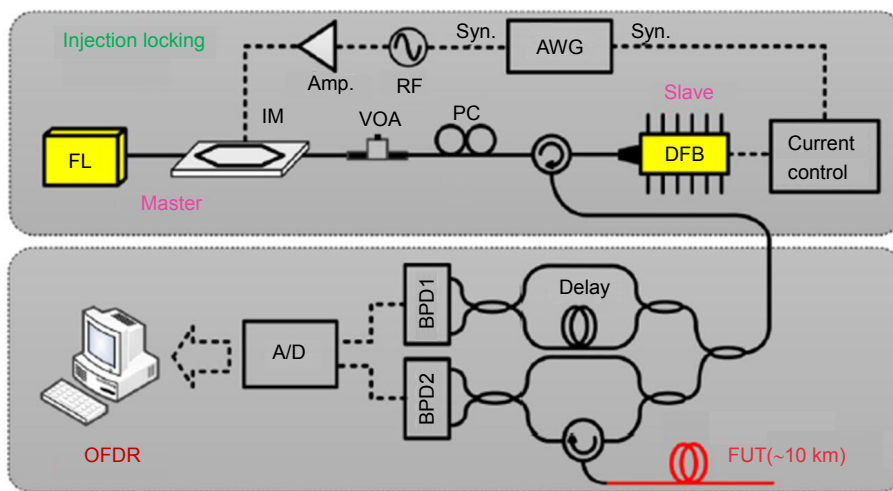 Injection locking
Syn.
AWG
Syn.
Amp.
RF
IM
VOA
PC
Slave
FL
DFB
Current
control
Master
BPD1
Delay
A/D
BPD2
OFDR
FUT(~10 km)